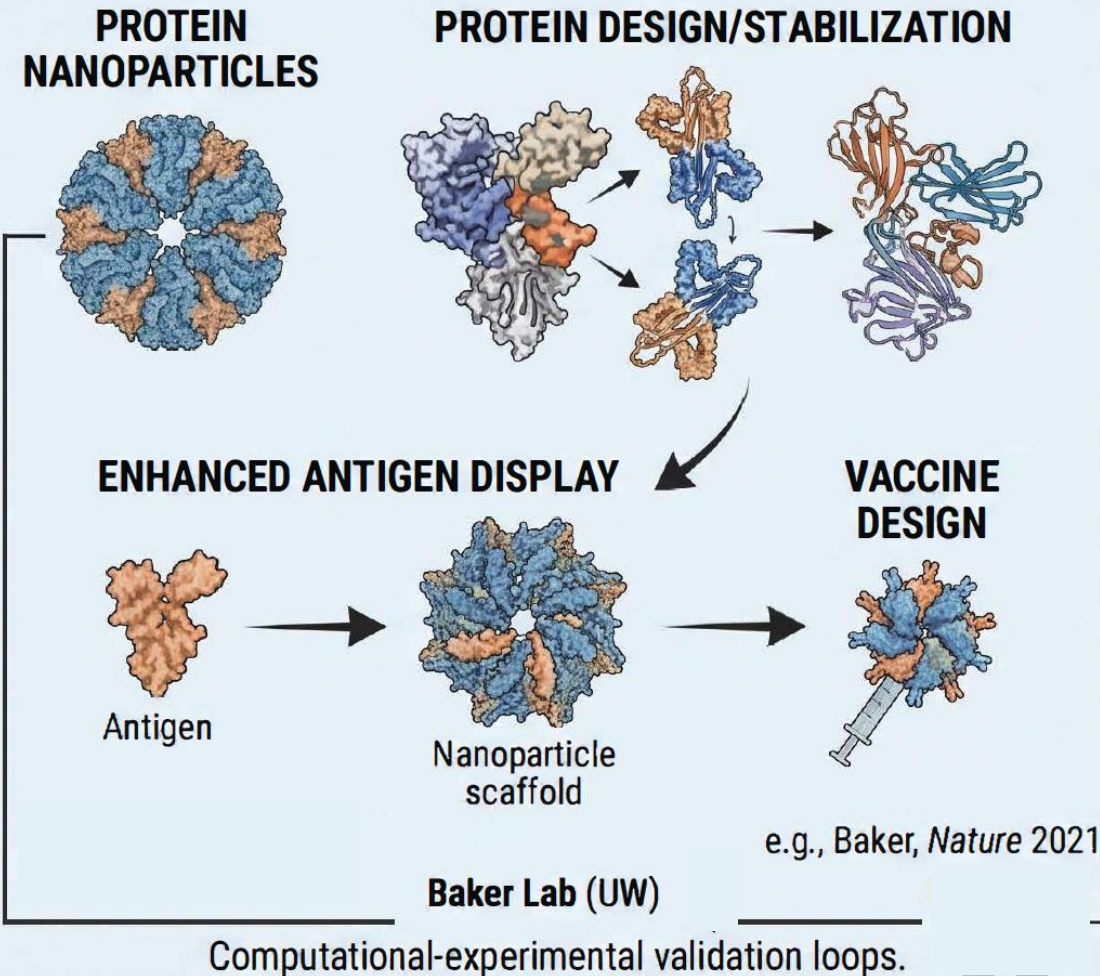 PROTEIN
NANOPARTICLES
PROTEIN DESIGN/STABILIZATION
ENHANCED ANTIGEN DISPLAY
VACCINE
DESIGN
Antigen
Nanoparticle
scaffold
e.g., Baker, Nature 2021
Baker Lab (UW)
Computational-experimental validation loops.